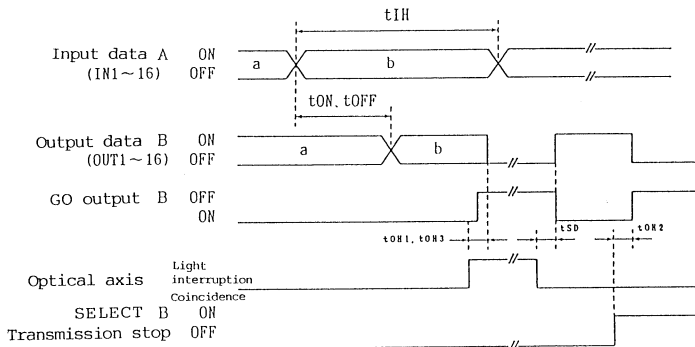 tIH
Input data A ON
(IN1～16) OFF
a b
tON、tOFF
Output data B ON
(OUT1～16) OFF
a b
GO output B OFF
ON
tOH1, tOH3 tSD tOH2
Optical axis Light interruption
Coincidence
SELECT B ON
Transmission stop OFF